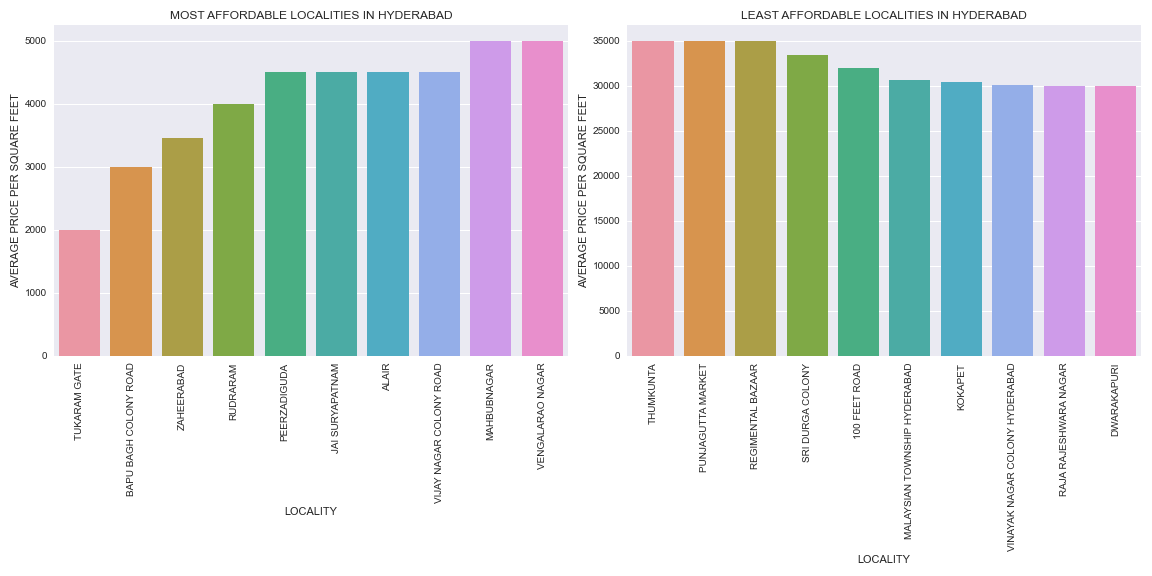 MOST AFFORDABLE LOCALITIES IN HYDERABAD
AVERAGE PRICE PER SQUARE FEET
5000
4000
3000
2000
1000
0
TUKARAM GATE
BAPU BAGH COLONY ROAD
ZAHEERABAD
RUDRARAM
PEERZADIGUDA
JAI SURYAPATNAM
ALAIR
VIJAY NAGAR COLONY ROAD
MAHBUBNAGAR
VENGALARAO NAGAR
LOCALITY
LEAST AFFORDABLE LOCALITIES IN HYDERABAD
AVERAGE PRICE PER SQUARE FEET
35000
30000
25000
20000
15000
10000
5000
0
THUMKUNTA
PUNJAGUTTA MARKET
REGIMENTAL BAZAAR
SRI DURGA COLONY
100 FEET ROAD
MALAYSIAN TOWNSHIP HYDERABAD
KOKAPET
VINAYAK NAGAR COLONY HYDERABAD
RAJA RAJESHWARA NAGAR
DWARAKAPURI
LOCALITY